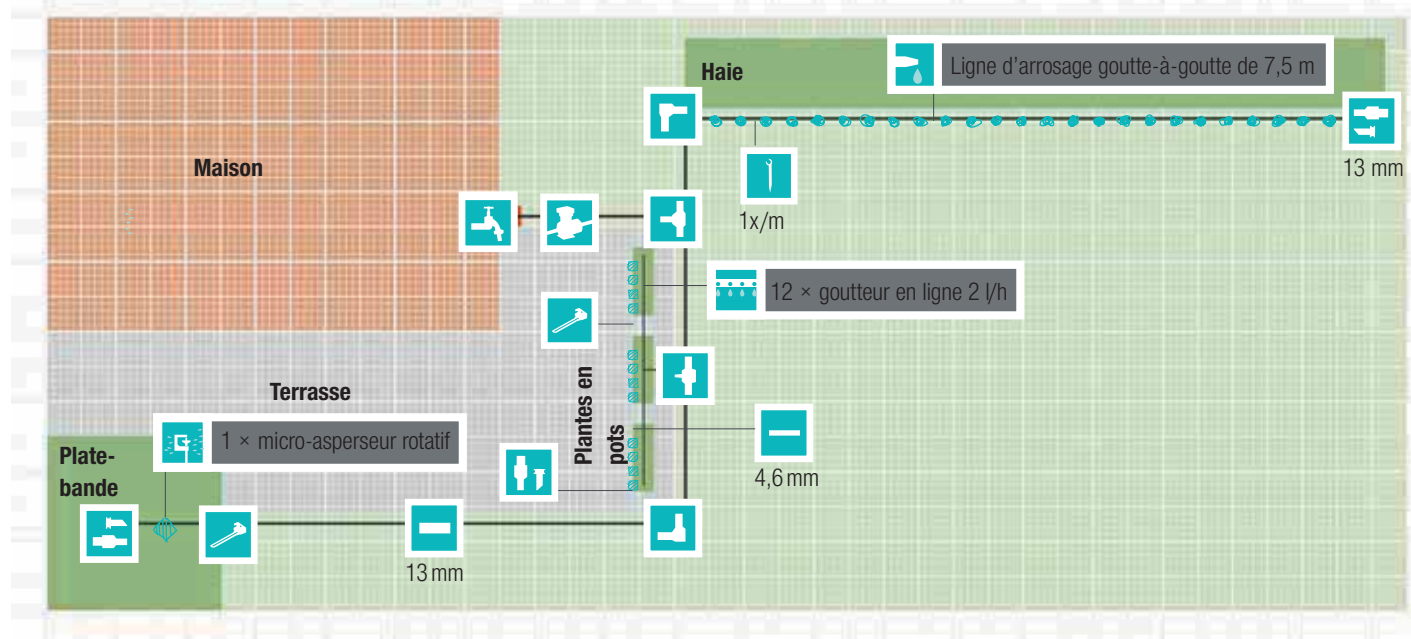 Haie
Ligne d'arrosage goutte-à-goutte de 7,5 m
Maison
13 mm
1x/m
12 × goutteur en ligne 2 l/h
Terrasse
Plantes en
pots
1 × micro-asperseur rotatif
Plate-
bande
4,6 mm
13 mm